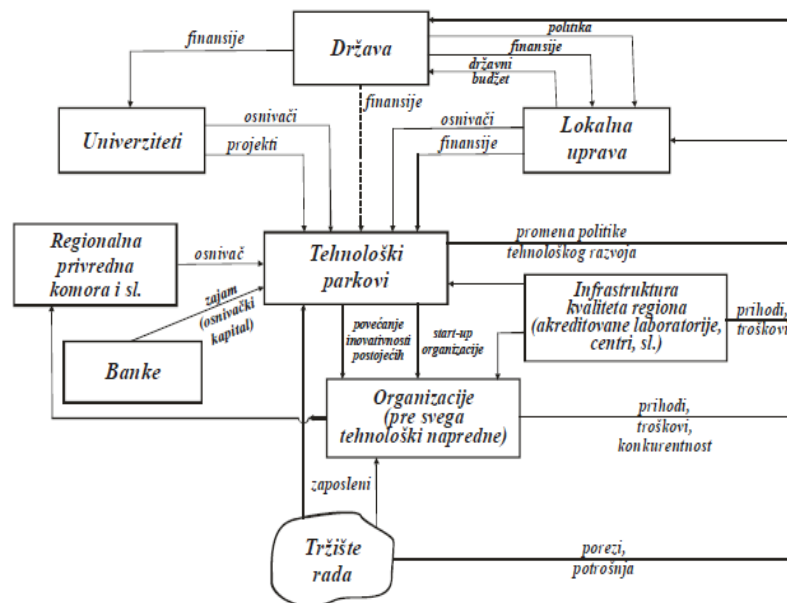 Država
finansije
politika
finansije
državni
budžet
finansije
Univerziteti
osnivači
projekti
osnivači
finansije
Lokalna
uprava
Regionalna
privredna
komora i sl.
osnivač
Tehnološki
parkovi
promena politike
tehnološkog razvoja
zajam
(osnivački
kapital)
Banke
povećanje
inovativnosti
postojećih
start-up
organizacije
Infrastruktura
kvaliteta regiona
(akreditovane laboratorije,
centri, sl.)
prihodi,
troškovi
Organizacije
(pre svega
tehnološki napredne)
prihodi,
troškovi,
konkurentnost
zaposleni
Tržište
rada
porezi,
potrošnja